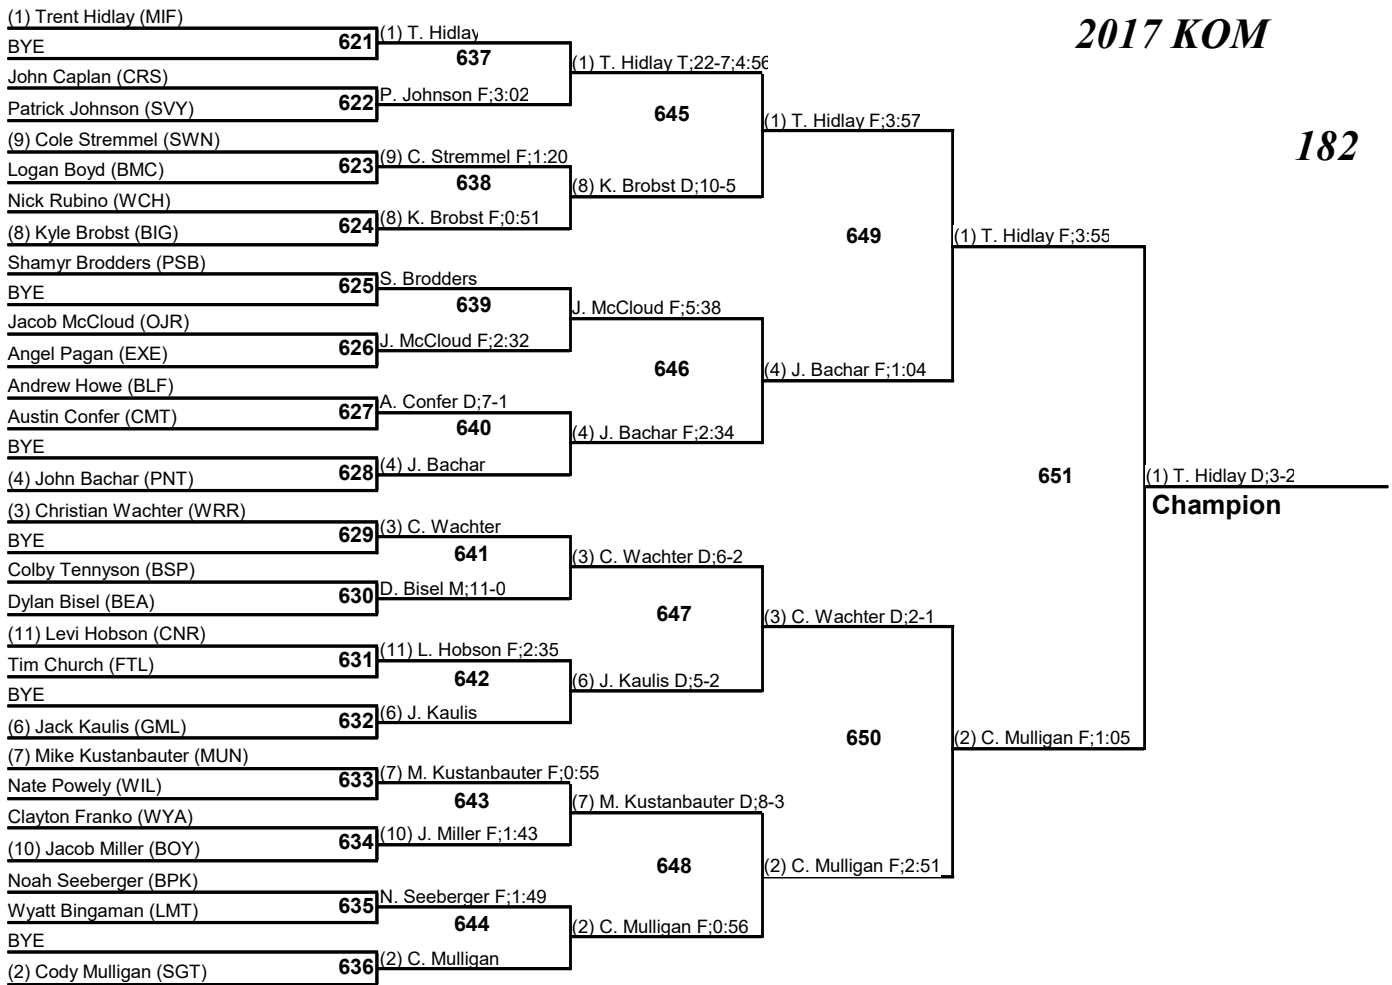 2017 KOM
182
(1) Trent Hidlay (MIF)
BYE
John Caplan (CRS)
Patrick Johnson (SVY)
(9) Cole Stremmel (SWN)
Logan Boyd (BMC)
Nick Rubino (WCH)
(8) Kyle Brobst (BIG)
Shamyr Brodders (PSB)
BYE
Jacob McCloud (OJR)
Angel Pagan (EXE)
Andrew Howe (BLF)
Austin Confer (CMT)
BYE
(4) John Bachar (PNT)
(3) Christian Wachter (WRR)
BYE
Colby Tennyson (BSP)
Dylan Bisel (BEA)
(11) Levi Hobson (CNR)
Tim Church (FTL)
BYE
(6) Jack Kaulis (GML)
(7) Mike Kustanbauter (MUN)
Nate Powely (WIL)
Clayton Franko (WYA)
(10) Jacob Miller (BOY)
Noah Seeberger (BPK)
Wyatt Bingaman (LMT)
BYE
(2) Cody Mulligan (SGT)
621
622
623
624
625
626
627
628
629
630
631
632
633
634
635
636
(1) T. Hidlay
637
P. Johnson F;3:02
(9) C. Stremmel F;1:20
638
(8) K. Brobst F;0:51
S. Brodders
639
J. McCloud F;2:32
A. Confer D;7-1
640
(4) J. Bachar
(3) C. Wachter
641
D. Bisel M;11-0
(11) L. Hobson F;2:35
642
(6) J. Kaulis
(7) M. Kustanbauter F;0:55
643
(10) J. Miller F;1:43
N. Seeberger F;1:49
644
(2) C. Mulligan
(1) T. Hidlay T;22-7;4:56
645
(8) K. Brobst D;10-5
J. McCloud F;5:38
646
(4) J. Bachar F;2:34
(3) C. Wachter D;6-2
647
(6) J. Kaulis D;5-2
(7) M. Kustanbauter D;8-3
648
(2) C. Mulligan F;0:56
(1) T. Hidlay F;3:57
649
(4) J. Bachar F;1:04
(3) C. Wachter D;2-1
650
(2) C. Mulligan F;2:51
(1) T. Hidlay F;3:55
651
(2) C. Mulligan F;1:05
(1) T. Hidlay D;3-2
Champion